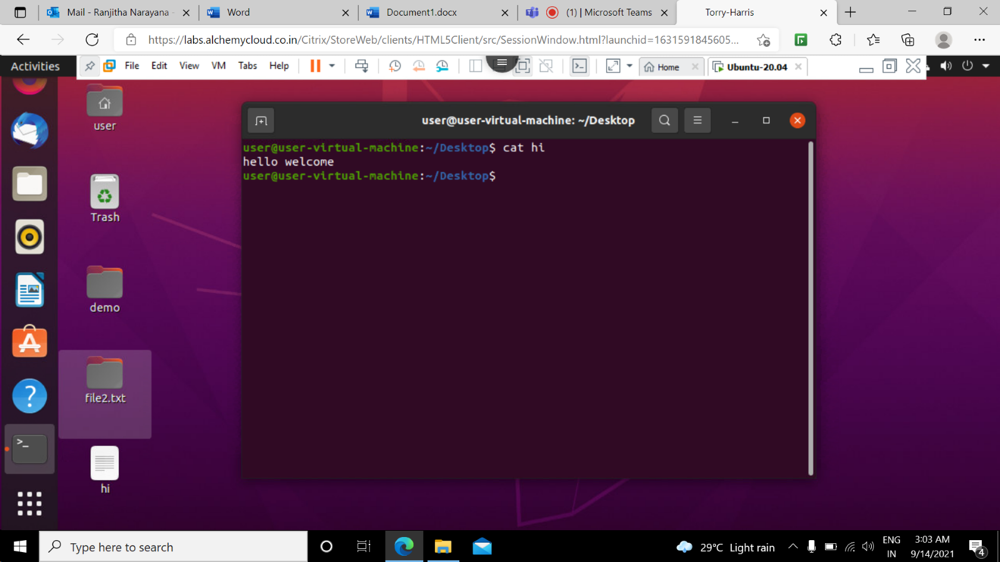 Mail - Ranjitha Narayana -
Word
Document1.docx
(1) | Microsoft Teams
Torry-Harris
https://labs.alchemycloud.co.in/Citrix/StoreWeb/clients/HTML5Client/src/SessionWindow.html?launchid=1631591845605...
Activities
File Edit View VM Tabs Help
Home
Ubuntu-20.04
user
Trash
demo
file2.txt
hi
user@user-virtual-machine: ~/Desktop
user@user-virtual-machine:~/Desktop$ cat hi
hello welcome
user@user-virtual-machine:~/Desktop$
Type here to search
29°C Light rain
ENG
IN
3:03 AM
9/14/2021
4